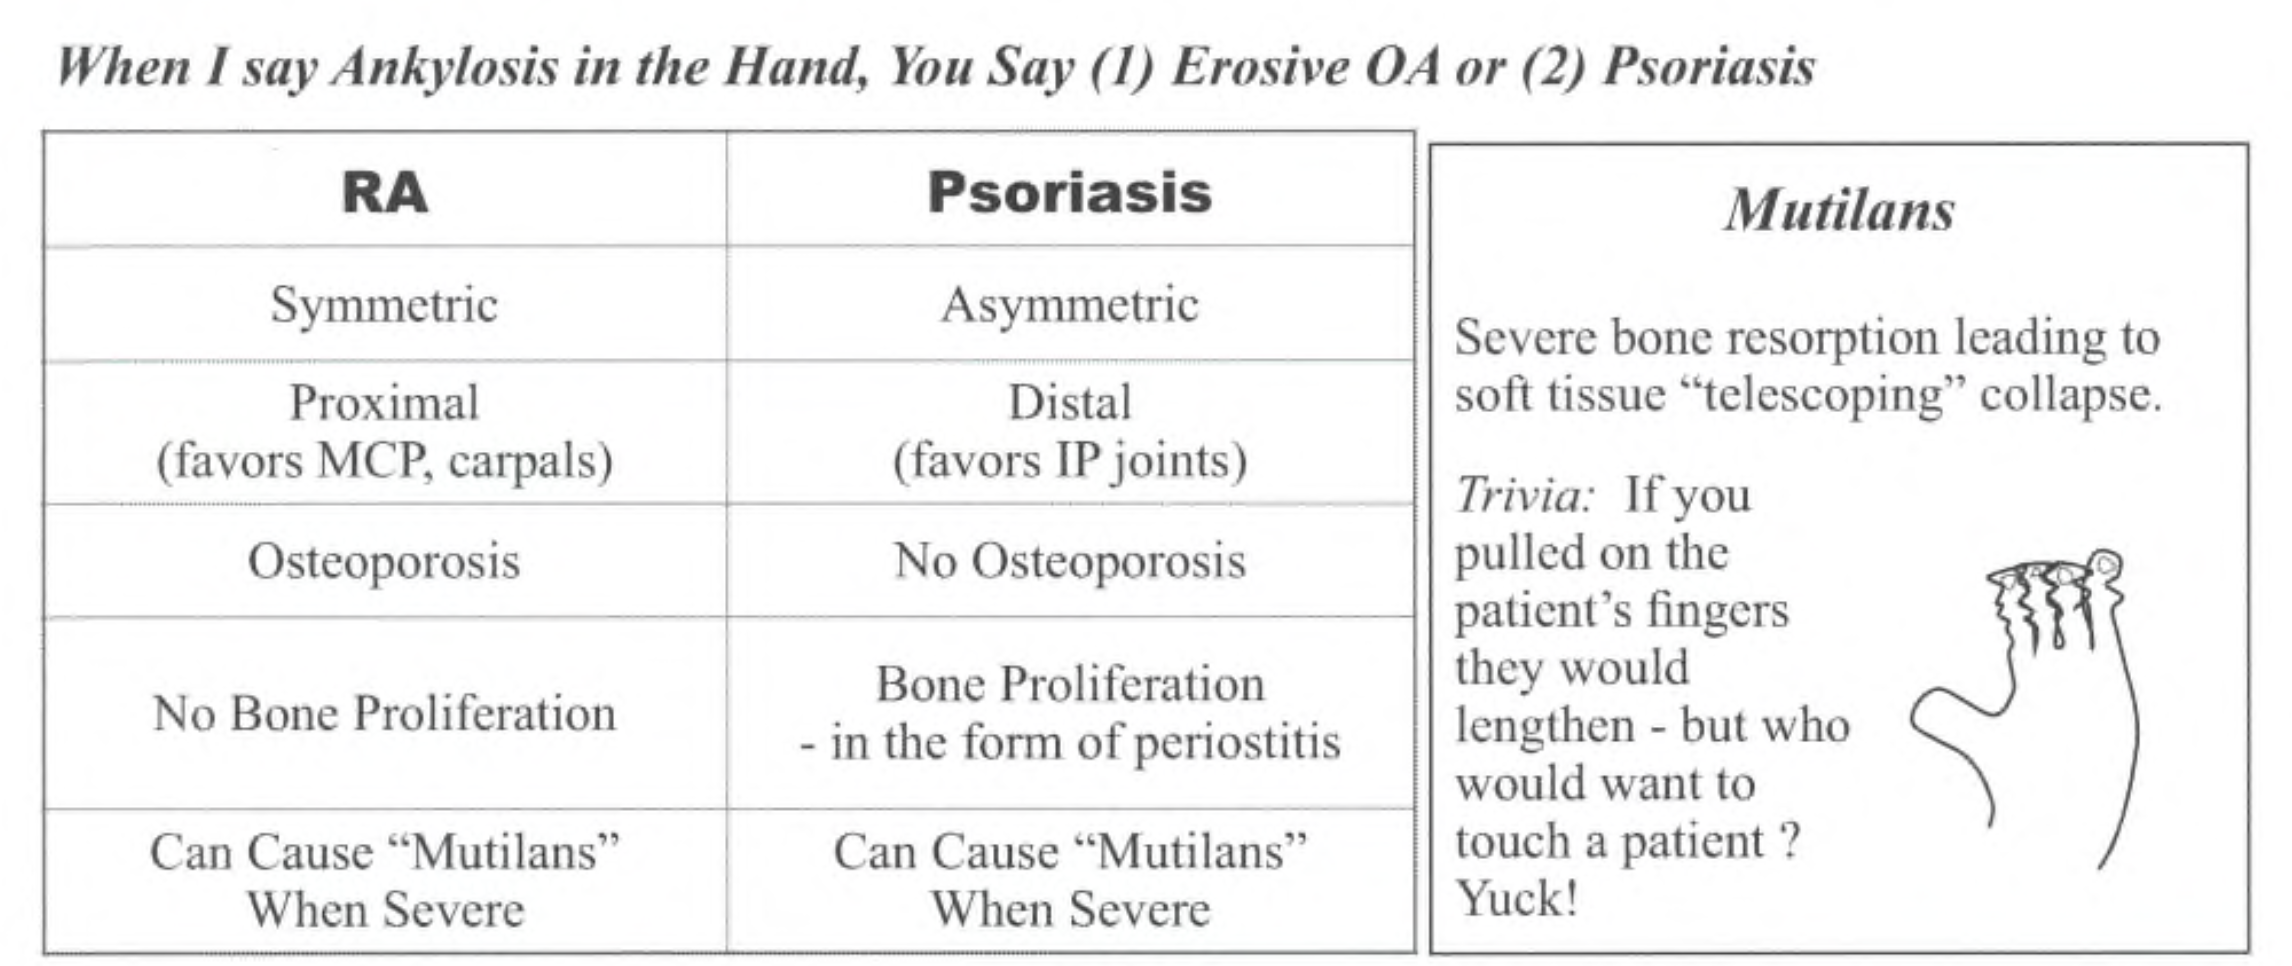 When I say Ankylosis in the Hand, You Say (1) Erosive OA or (2) Psoriasis
RA
Psoriasis
Symmetric
Asymmetric
Proximal
(favors MCP, carpals)
Distal
(favors IP joints)
Osteoporosis
No Osteoporosis
No Bone Proliferation
Bone Proliferation
- in the form of periostitis
Can Cause “Mutilans”
When Severe
Can Cause “Mutilans”
When Severe
Mutilans
Severe bone resorption leading to
soft tissue “telescoping” collapse.
Trivia: If you
pulled on the
patient’s fingers
they would
lengthen - but who
would want to
touch a patient ?
Yuck!